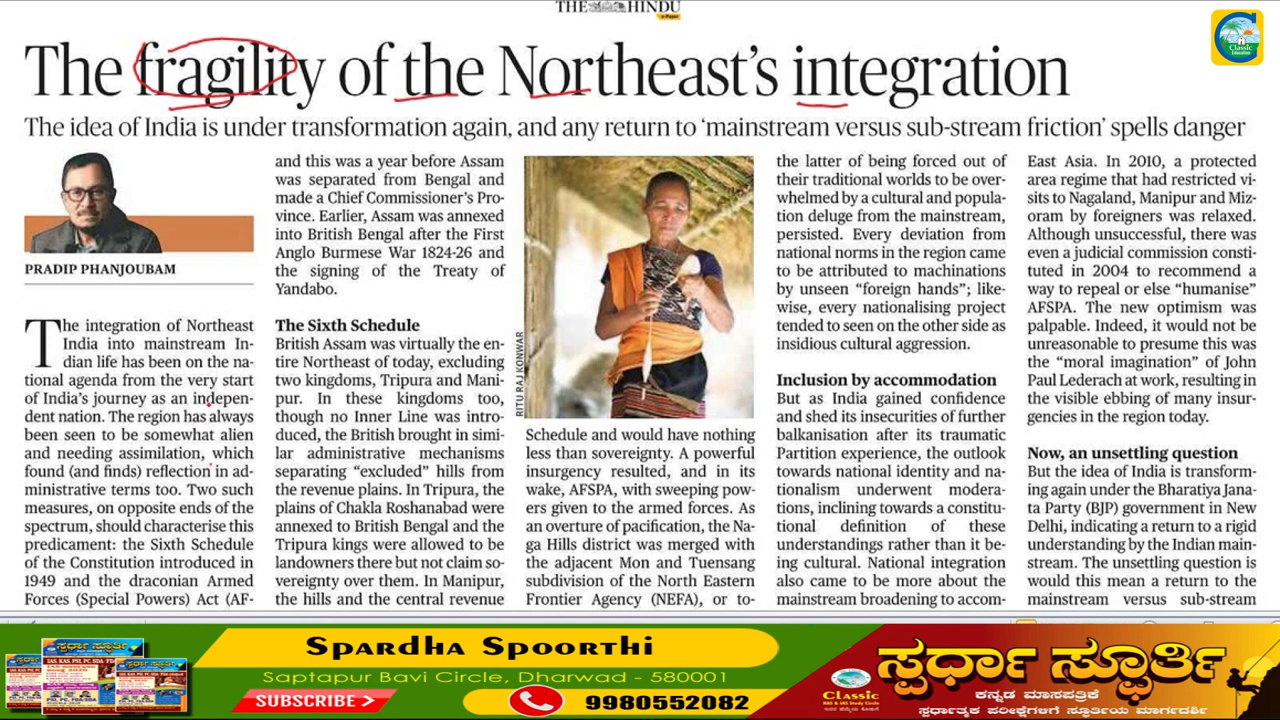 THE HINDU
e-Paper
Classic
Education
The fragility of the Northeast's integration
The idea of India is under transformation again, and any return to 'mainstream versus sub-stream friction' spells danger
PRADIP PHANJOUBAM
The integration of Northeast
India into mainstream In-
dian life has been on the na-
tional agenda from the very start
of India's journey as an indepen-
dent nation. The region has always
been seen to be somewhat alien
and needing assimilation, which
found (and finds) reflection in ad-
ministrative terms too. Two such
measures, on opposite ends of the
spectrum, should characterise this
predicament: the Sixth Schedule
of the Constitution introduced in
1949 and the draconian Armed
Forces (Special Powers) Act (AF-
and this was a year before Assam
was separated from Bengal and
made a Chief Commissioner's Pro-
vince. Earlier, Assam was annexed
into British Bengal after the First
Anglo Burmese War 1824-26 and
the signing of the Treaty of
Yandabo.
The Sixth Schedule
British Assam was virtually the en-
tire Northeast of today, excluding
two kingdoms, Tripura and Mani-
pur. In these kingdoms too,
though no Inner Line was intro-
duced, the British brought in simi-
lar administrative mechanisms
separating "excluded" hills from
the revenue plains. In Tripura, the
plains of Chakla Roshanabad were
annexed to British Bengal and the
Tripura kings were allowed to be
landowners there but not claim so-
vereignty over them. In Manipur,
the hills and the central revenue
RITU RAJ KONWAR
Schedule and would have nothing
less than sovereignty. A powerful
insurgency resulted, and in its
wake, AFSPA, with sweeping pow-
ers given to the armed forces. As
an overture of pacification, the Na-
ga Hills district was merged with
the adjacent Mon and Tuensang
subdivision of the North Eastern
Frontier Agency (NEFA), or to-
the latter of being forced out of
their traditional worlds to be over-
whelmed by a cultural and popula-
tion deluge from the mainstream,
persisted. Every deviation from
national norms in the region came
to be attributed to machinations
by unseen "foreign hands"; like-
wise, every nationalising project
tended to seen on the other side as
insidious cultural aggression.
Inclusion by accommodation
But as India gained confidence
and shed its insecurities of further
balkanisation after its traumatic
Partition experience, the outlook
towards national identity and na-
tionalism underwent modera-
tions, inclining towards a constitu-
tional definition of these
understandings rather than it be-
ing cultural. National integration
also came to be more about the
mainstream broadening to accom-
East Asia. In 2010, a protected
area regime that had restricted vi-
sits to Nagaland, Manipur and Miz-
oram by foreigners was relaxed.
Although unsuccessful, there was
even a judicial commission consti-
tuted in 2004 to recommend a
way to repeal or else "humanise"
AFSPA. The new optimism was
palpable. Indeed, it would not be
unreasonable to presume this was
the "moral imagination" of John
Paul Lederach at work, resulting in
the visible ebbing of many insur-
gencies in the region today.
Now, an unsettling question
But the idea of India is transform-
ing again under the Bharatiya Jana-
ta Party (BJP) government in New
Delhi, indicating a return to a rigid
understanding by the Indian main-
stream. The unsettling question is
would this mean a return to the
mainstream versus sub-stream
SPARDHA SPOORTHI
Saptapur Bavi Circle, Dharwad - 580001
SUBSCRIBE
9980552082
Classic
KAS & IAS Study Circle
ಸ್ಪರ್ಧಾ ಸ್ಫೂರ್ತಿ
ಕನ್ನಡ ಮಾಸಪತ್ರಿಕೆ
ಸ್ಪರ್ಧಾತ್ಮಕ ಪರೀಕ್ಷೆಗಳಿಗೆ ಸ್ಫೂರ್ತಿಯ ಮಾರ್ಗದರ್ಶಿ